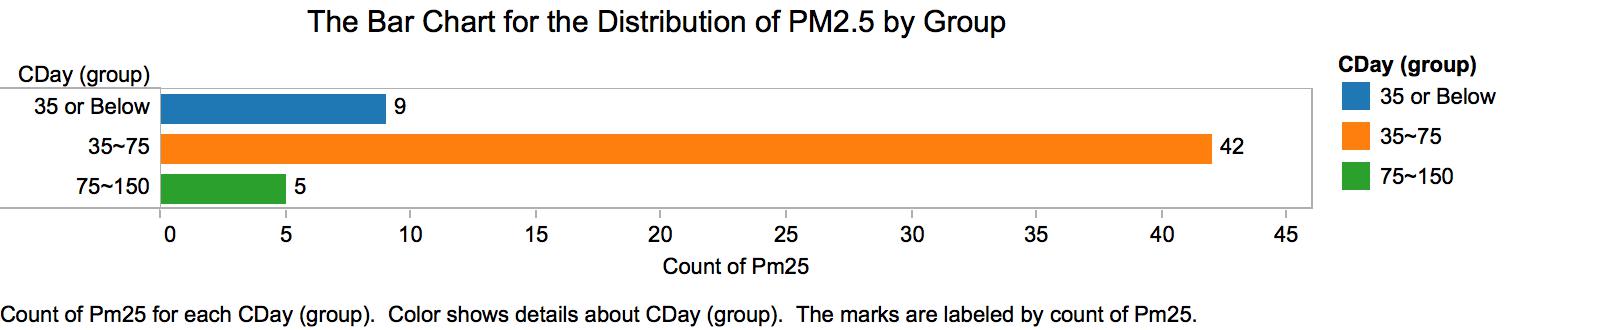 The Bar Chart for the Distribution of PM2.5 by Group
CDay (group)
35 or Below
9
35~75
42
75~150
5
0 5 10 15 20 25 30 35 40 45
Count of Pm25
CDay (group)
35 or Below
35~75
75~150
Count of Pm25 for each CDay (group).  Color shows details about CDay (group).  The marks are labeled by count of Pm25.